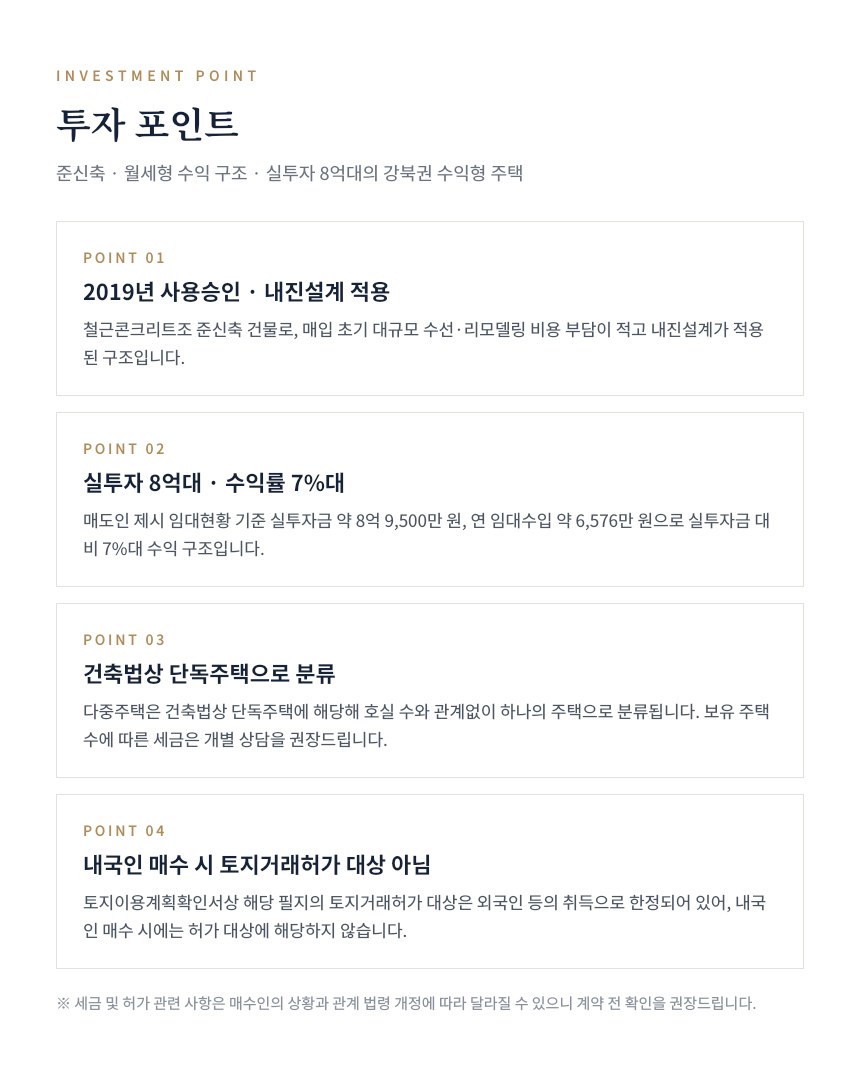 INVESTMENT POINT
투자 포인트
준신축 · 월세형 수익 구조 · 실투자 8억대의 강북권 수익형 주택
POINT 01
2019년 사용승인 · 내진설계 적용
철근콘크리트조 준신축 건물로, 매입 초기 대규모 수선·리모델링 비용 부담이 적고 내진설계가 적용
된 구조입니다.
POINT 02
실투자 8억대 · 수익률 7%대
매도인 제시 임대현황 기준 실투자금 약 8억 9,500만 원, 연 임대수입 약 6,576만 원으로 실투자금 대
비 7%대 수익 구조입니다.
POINT 03
건축법상 단독주택으로 분류
다중주택은 건축법상 단독주택에 해당해 호실 수와 관계없이 하나의 주택으로 분류됩니다. 보유 주택
수에 따른 세금은 개별 상담을 권장드립니다.
POINT 04
내국인 매수 시 토지거래허가 대상 아님
토지이용계획확인서상 해당 필지의 토지거래허가 대상은 외국인 등의 취득으로 한정되어 있어, 내국
인 매수 시에는 허가 대상에 해당하지 않습니다.
※ 세금 및 허가 관련 사항은 매수인의 상황과 관계 법령 개정에 따라 달라질 수 있으니 계약 전 확인을 권장드립니다.